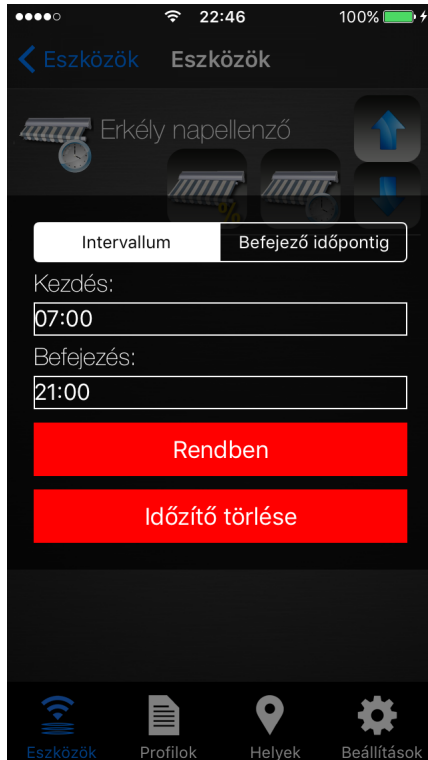 22:46 100%
Eszközök Eszközök
Erkély napellenző
%
Intervallum Befejező időpontig
Kezdés:
07:00
Befejezés:
21:00
Rendben
Időzítő törlése
Eszközök Profilok Helyek Beállítások